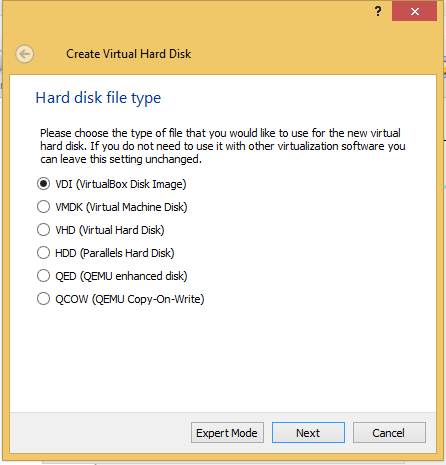 ?
Create Virtual Hard Disk
Hard disk file type
Please choose the type of file that you would like to use for the new virtual
hard disk. If you do not need to use it with other virtualization software you
can leave this setting unchanged.
VDI (VirtualBox Disk Image)
VMDK (Virtual Machine Disk)
VHD (Virtual Hard Disk)
HDD (Parallels Hard Disk)
QED (QEMU enhanced disk)
QCOW (QEMU Copy-On-Write)
Expert Mode Next Cancel